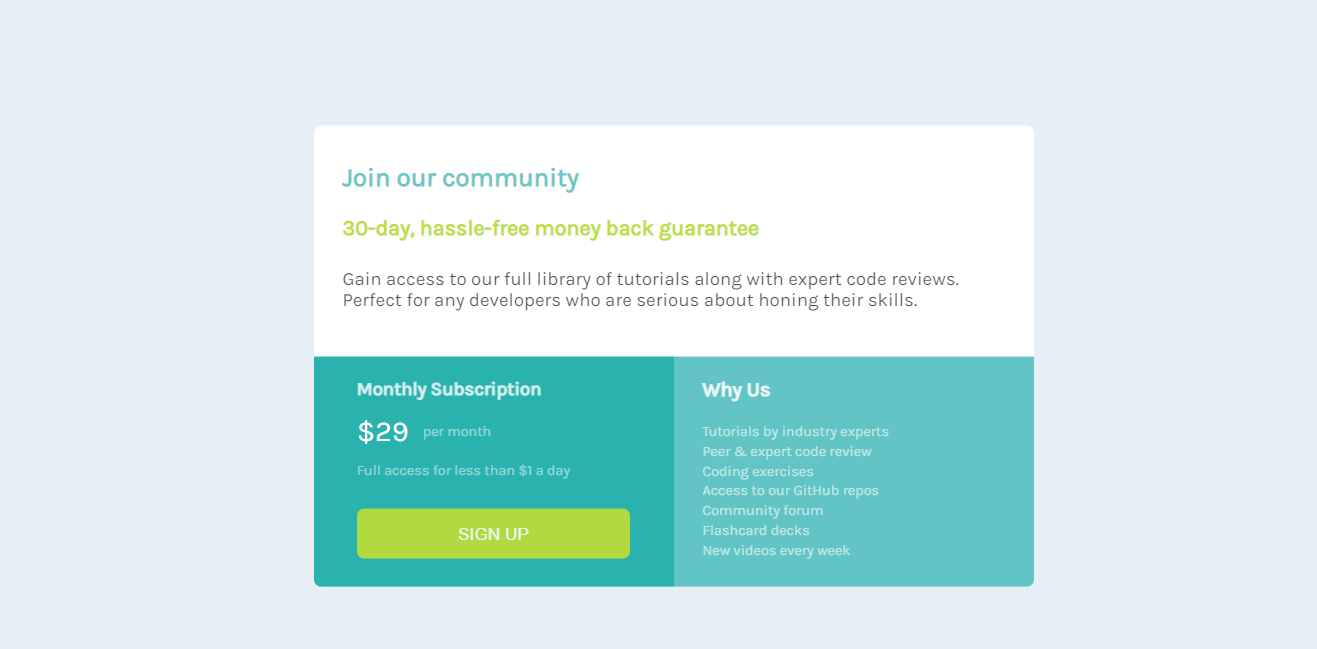 Join our community
30-day, hassle-free money back guarantee
Gain access to our full library of tutorials along with expert code reviews.
Perfect for any developers who are serious about honing their skills.
Monthly Subscription
$29 per month
Full access for less than $1 a day
SIGN UP
Why Us
Tutorials by industry experts
Peer & expert code review
Coding exercises
Access to our GitHub repos
Community forum
Flashcard decks
New videos every week